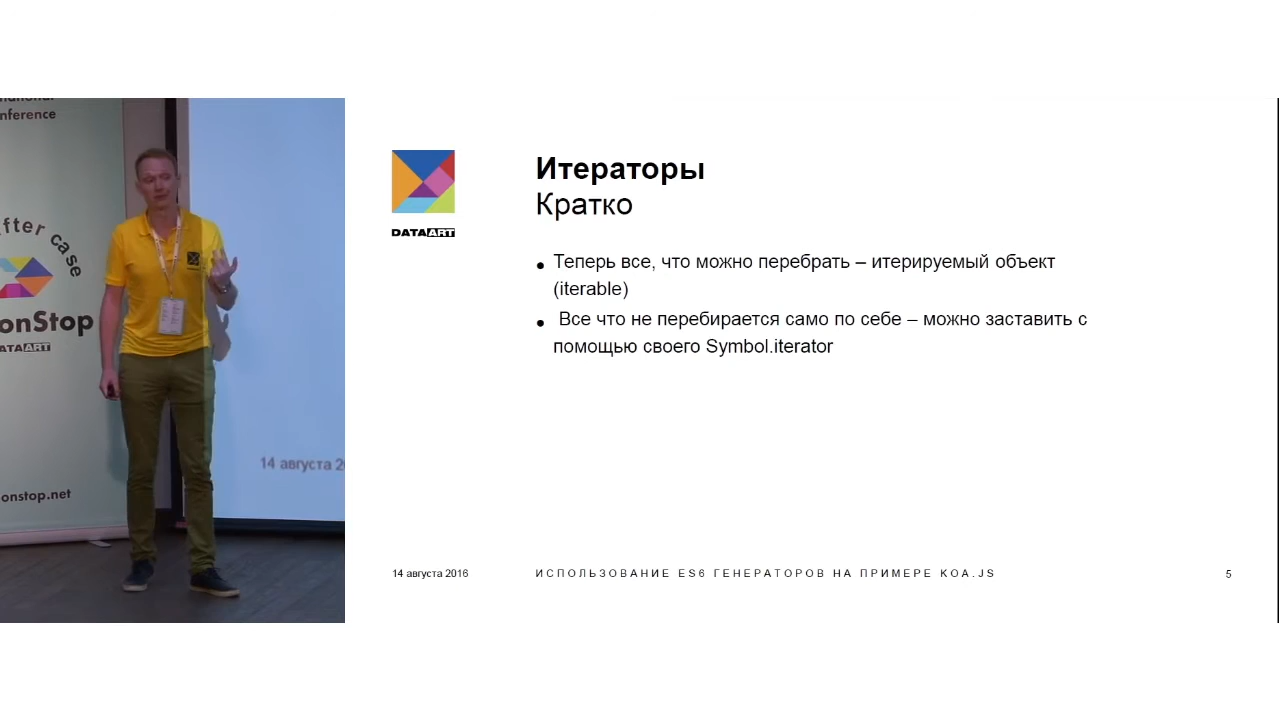 nference
fter case
onStop
DATAART
onstop.net
14 августа 2
DATAART
Итераторы
Кратко
• Теперь все, что можно перебрать – итерируемый объект
(iterable)
• Все что не перебирается само по себе – можно заставить с
помощью своего Symbol.iterator
14 августа 2016
ИСПОЛЬЗОВАНИЕ ES6 ГЕНЕРАТОРОВ НА ПРИМЕРЕ KOA.JS
5